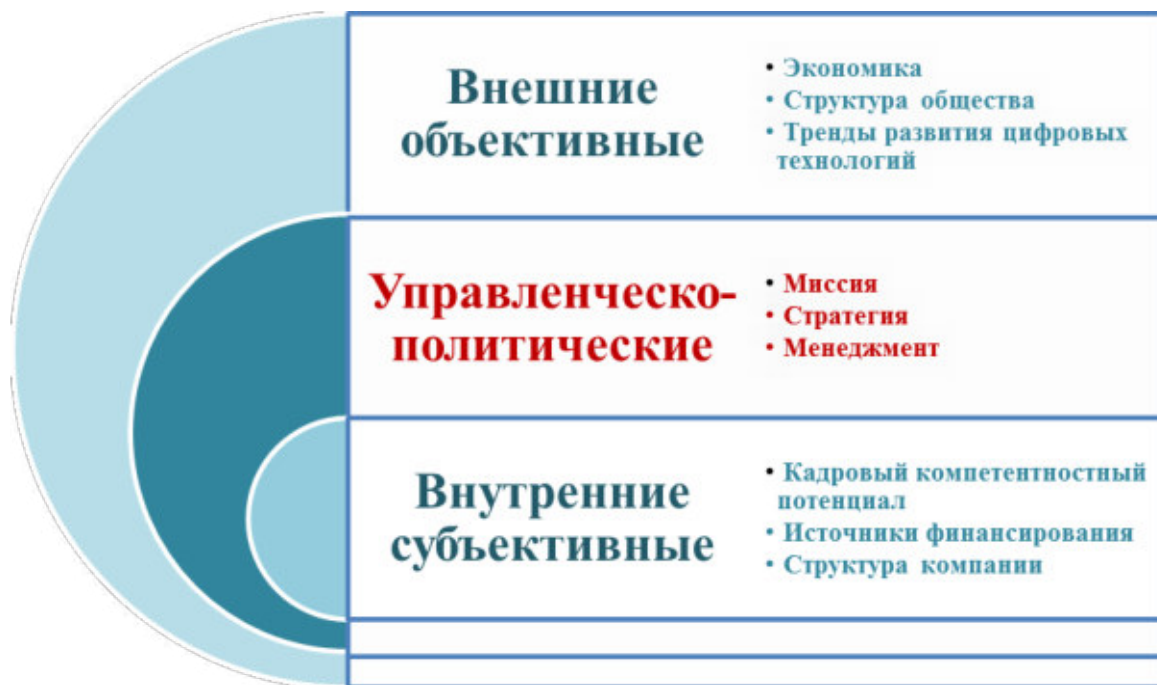 Внешние
объективные
• Экономика
• Структура общества
• Тренды развития цифровых
технологий
Управленческо-
политические
• Миссия
• Стратегия
• Менеджмент
Внутренние
субъективные
• Кадровый компетентностный
потенциал
• Источники финансирования
• Структура компании